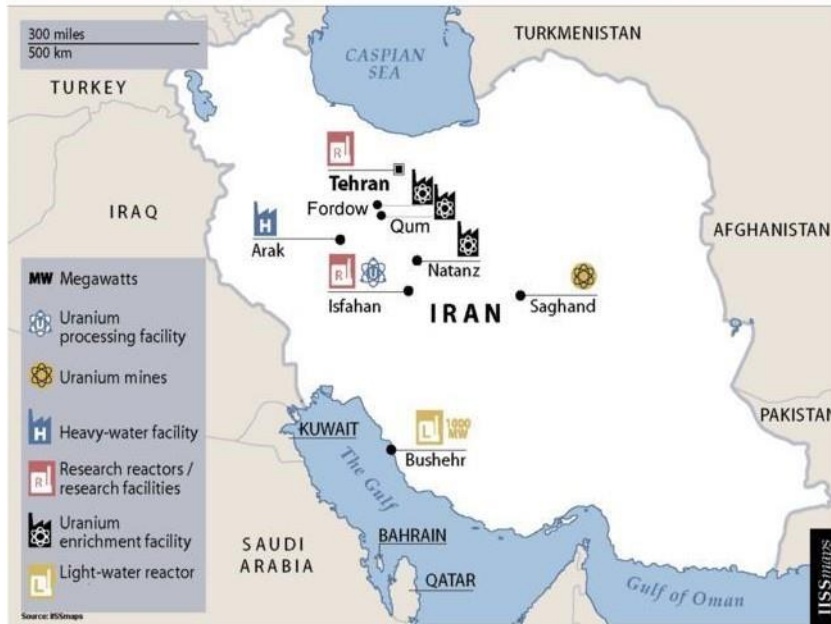 300 miles
500 km
TURKEY
CASPIAN
SEA
TURKMENISTAN
IRAQ
R
Tehran
Fordow
Qum
H
Arak
Natanz
R
U
Isfahan
IRAN
Saghand
AFGHANISTAN
PAKISTAN
KUWAIT
The Gulf
L
1000
MW
Bushehr
SAUDI
ARABIA
BAHRAIN
QATAR
Gulf of Oman
MW Megawatts
U
Uranium
processing facility
Uranium mines
H
Heavy-water facility
R
Research reactors /
research facilities
Uranium
enrichment facility
L
Light-water reactor
Source: IISSmaps
IISSmaps